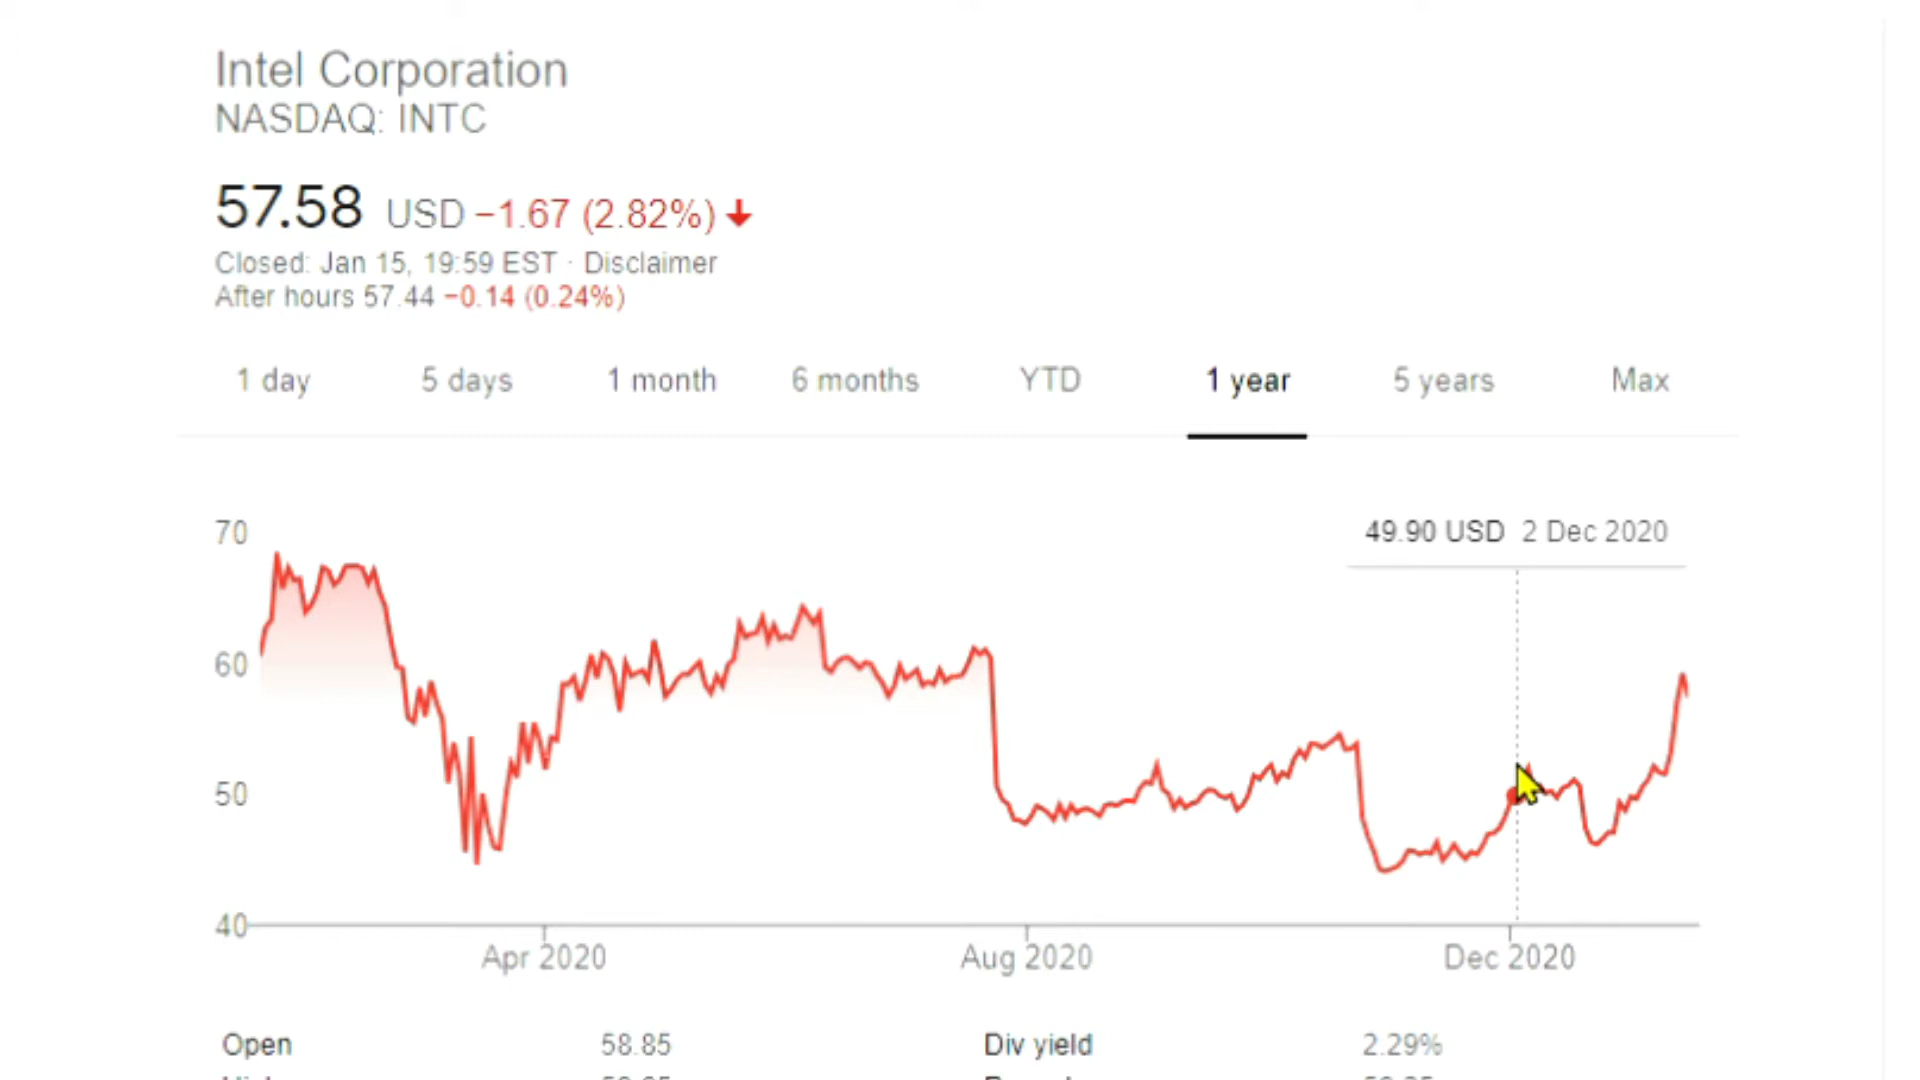 Intel Corporation
NASDAQ: INTC
57.58 USD −1.67 (2.82%)
Closed: Jan 15, 19:59 EST · Disclaimer
After hours 57.44 −0.14 (0.24%)
1 day 5 days 1 month 6 months YTD 1 year 5 years Max
49.90 USD 2 Dec 2020
70
60
50
40
Apr 2020 Aug 2020 Dec 2020
Open 58.85 Div yield 2.29%